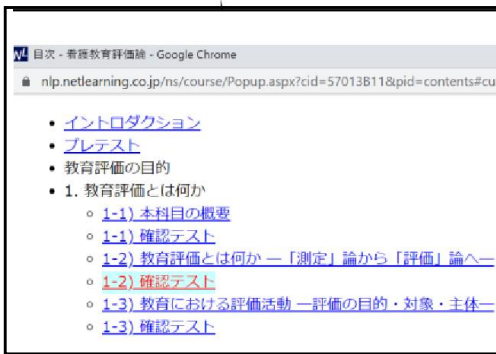 NL 目次 - 看護教育評価論 - Google Chrome
nlp.netlearning.co.jp/ns/course/Popup.aspx?cid=57013B11&pid=contents#cu
• イントロダクション
• プレテスト
• 教育評価の目的
• 1. 教育評価とは何か
○ 1-1) 本科目の概要
○ 1-1) 確認テスト
○ 1-2) 教育評価とは何か ―「測定」論から「評価」論へ―
○ 1-2) 確認テスト
○ 1-3) 教育における評価活動 ―評価の目的・対象・主体―
○ 1-3) 確認テスト